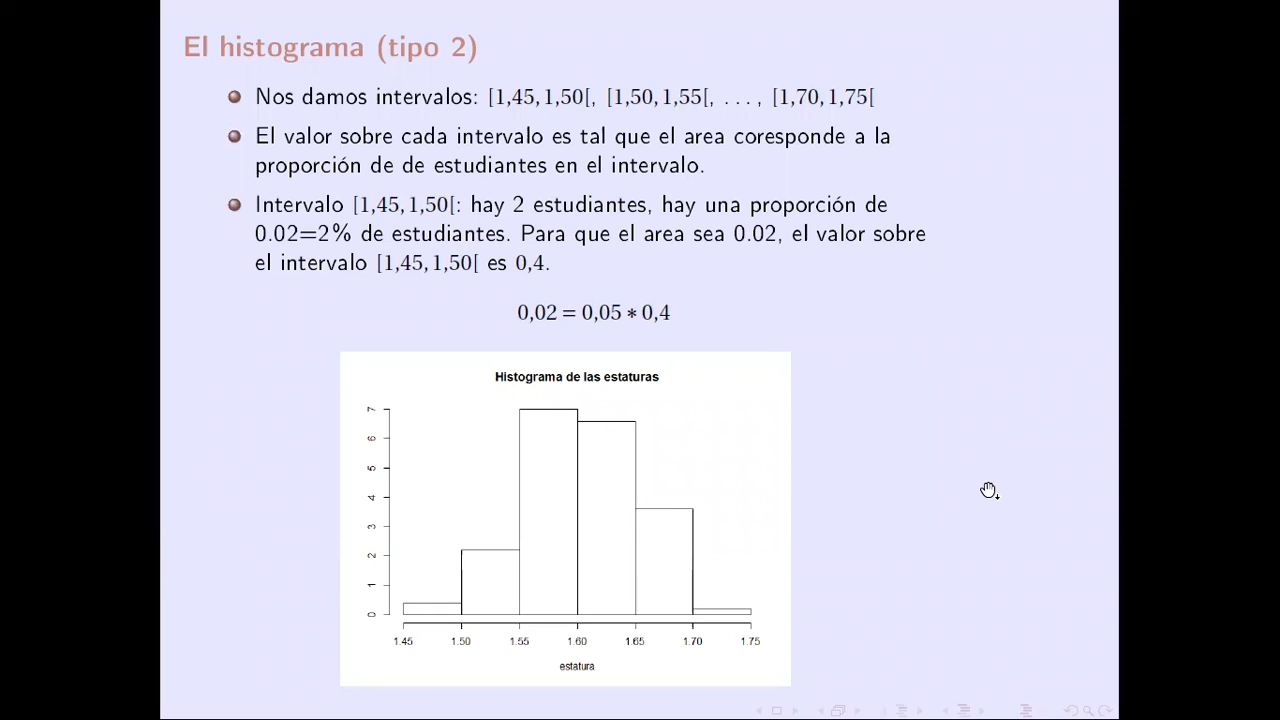 El histograma (tipo 2)
Nos damos intervalos: [1,45, 1,50[, [1,50, 1,55[, . . . , [1,70, 1,75[
El valor sobre cada intervalo es tal que el area coresponde a la
proporción de de estudiantes en el intervalo.
Intervalo [1,45, 1,50[: hay 2 estudiantes, hay una proporción de
0.02=2% de estudiantes. Para que el area sea 0.02, el valor sobre
el intervalo [1,45, 1,50[ es 0,4.
0,02 = 0,05 ∗ 0,4
Histograma de las estaturas
7
6
5
4
3
2
1
0
1.45 1.50 1.55 1.60 1.65 1.70 1.75
estatura